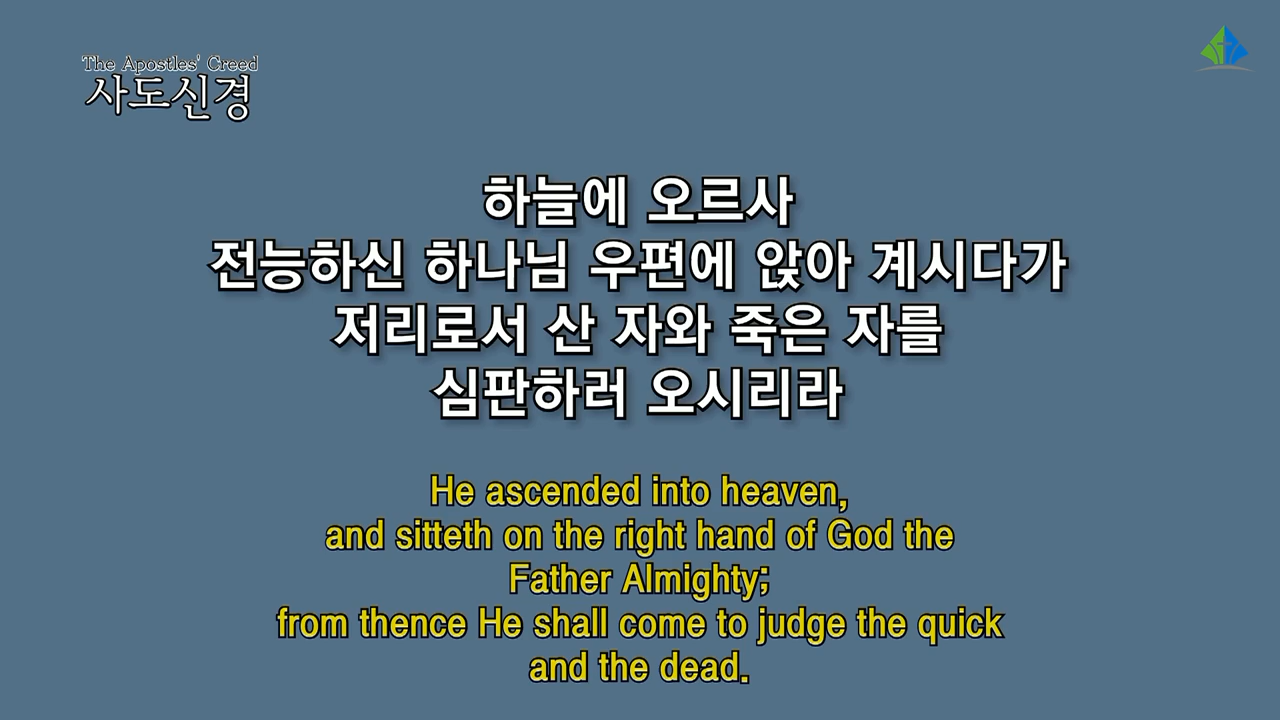 The Apostles' Creed
사도신경
하늘에 오르사
전능하신 하나님 우편에 앉아 계시다가
저리로서 산 자와 죽은 자를
심판하러 오시리라
He ascended into heaven,
and sitteth on the right hand of God the
Father Almighty;
from thence He shall come to judge the quick
and the dead.